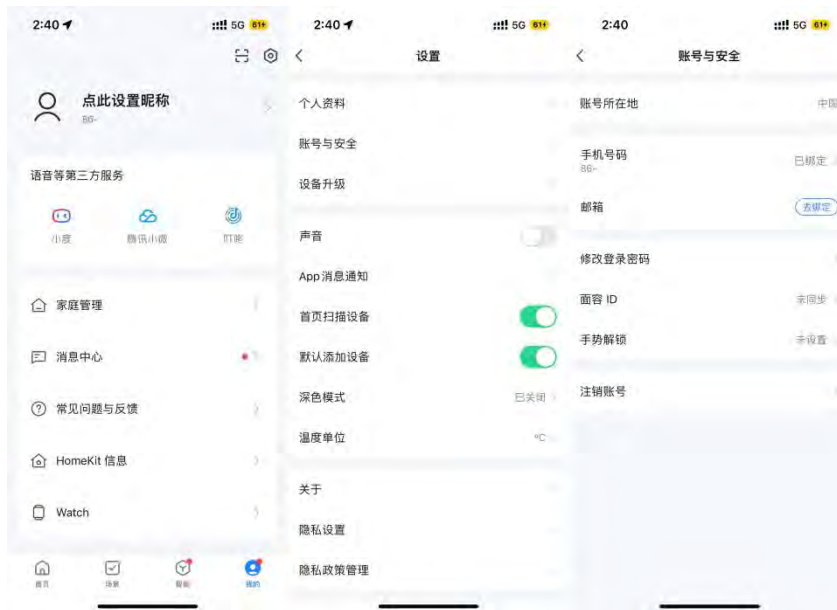 2:40
5G 61+
点此设置昵称
86-
语音等第三方服务
小度
腾讯小微
叮咚
家庭管理
消息中心
常见问题与反馈
HomeKit 信息
Watch
首页
场景
智能
我的
2:40
5G 61+
设置
个人资料
账号与安全
设备升级
声音
App 消息通知
首页扫描设备
默认添加设备
深色模式
已关闭
温度单位
°C
关于
隐私设置
隐私政策管理
2:40
5G 61+
账号与安全
账号所在地
中国
手机号码
已绑定
86-
邮箱
去绑定
修改登录密码
面容 ID
未同步
手势解锁
未设置
注销账号